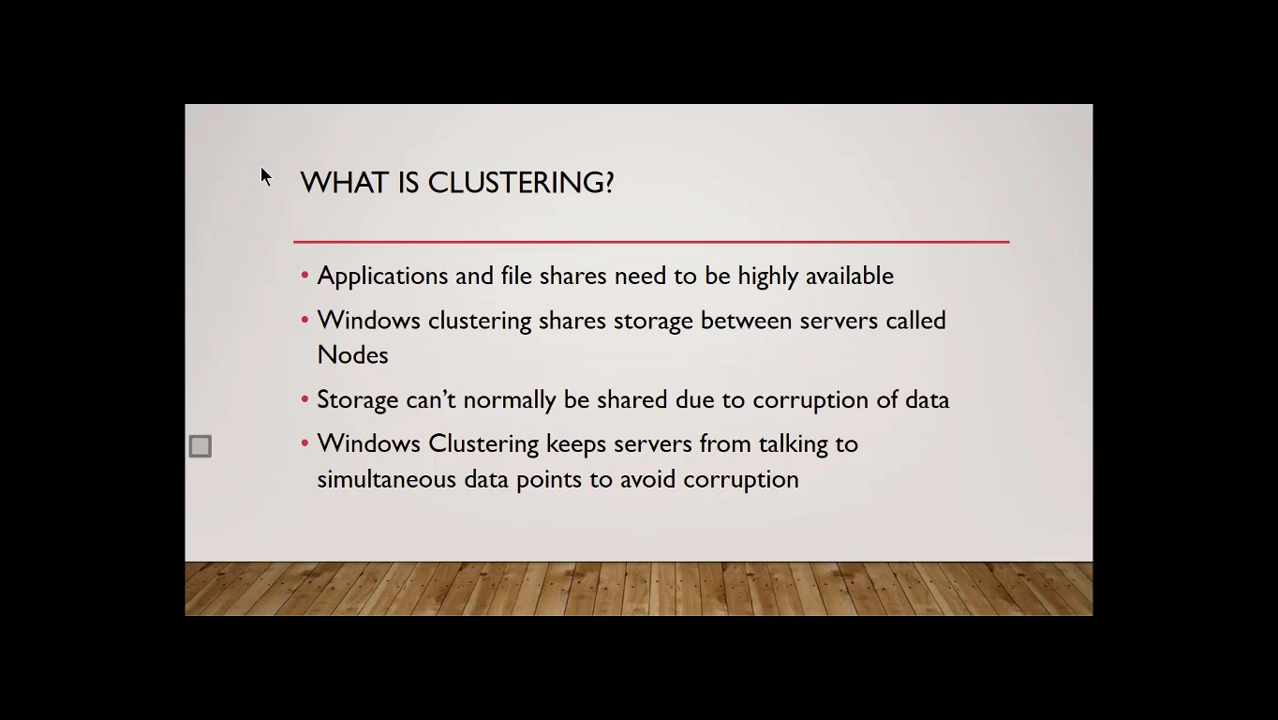 WHAT IS CLUSTERING?
• Applications and file shares need to be highly available
• Windows clustering shares storage between servers called
Nodes
• Storage can’t normally be shared due to corruption of data
• Windows Clustering keeps servers from talking to
simultaneous data points to avoid corruption